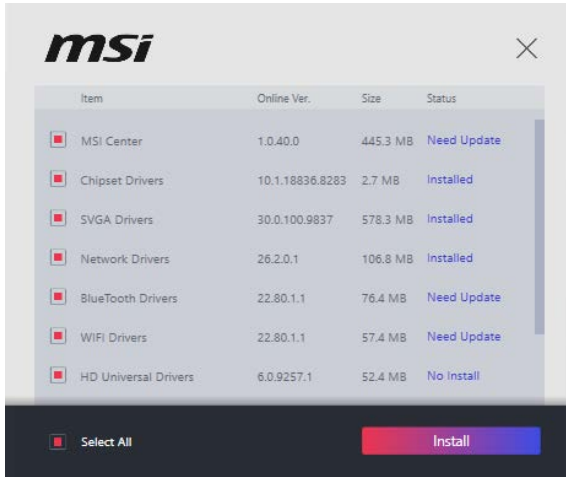 msi
Item Online Ver. Size Status
MSI Center 1.0.40.0 445.3 MB Need Update
Chipset Drivers 10.1.18836.8283 2.7 MB Installed
SVGA Drivers 30.0.100.9837 578.3 MB Installed
Network Drivers 26.2.0.1 106.8 MB Installed
BlueTooth Drivers 22.80.1.1 76.4 MB Need Update
WIFI Drivers 22.80.1.1 57.4 MB Need Update
HD Universal Drivers 6.0.9257.1 52.4 MB No Install
Select All Install